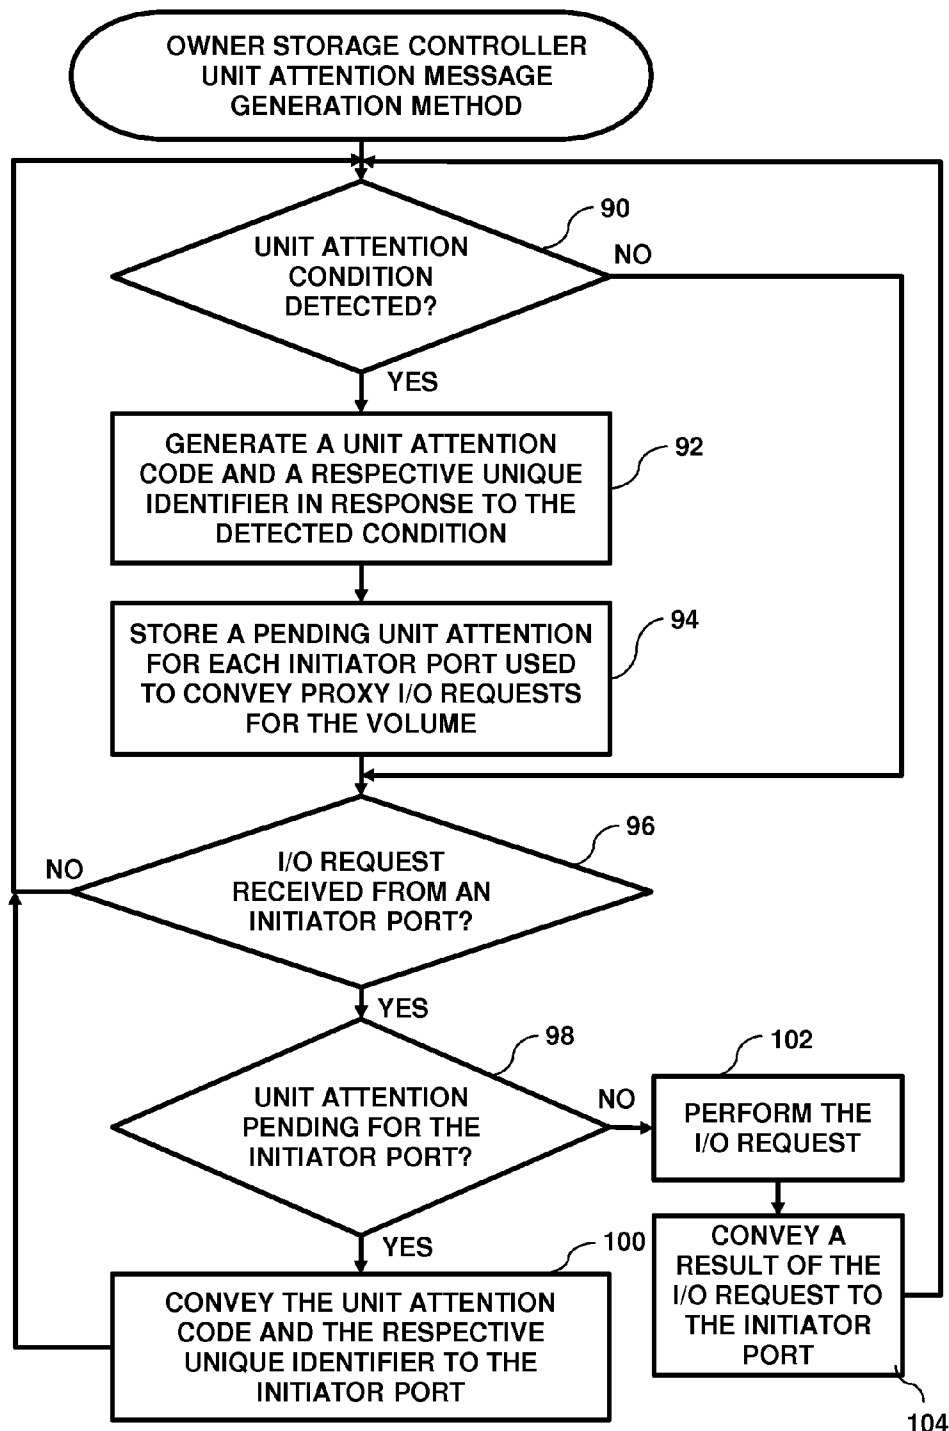 OWNER STORAGE CONTROLLER
UNIT ATTENTION MESSAGE
GENERATION METHOD
90
UNIT ATTENTION
CONDITION
DETECTED?
NO
YES
GENERATE A UNIT ATTENTION
CODE AND A RESPECTIVE UNIQUE
IDENTIFIER IN RESPONSE TO THE
DETECTED CONDITION
92
STORE A PENDING UNIT ATTENTION
FOR EACH INITIATOR PORT USED
TO CONVEY PROXY I/O REQUESTS
FOR THE VOLUME
94
96
I/O REQUEST
RECEIVED FROM AN
INITIATOR PORT?
NO
YES
98
UNIT ATTENTION
PENDING FOR THE
INITIATOR PORT?
NO
102
PERFORM THE
I/O REQUEST
YES
100
CONVEY THE UNIT ATTENTION
CODE AND THE RESPECTIVE
UNIQUE IDENTIFIER TO THE
INITIATOR PORT
CONVEY A
RESULT OF THE
I/O REQUEST TO
THE INITIATOR
PORT
104